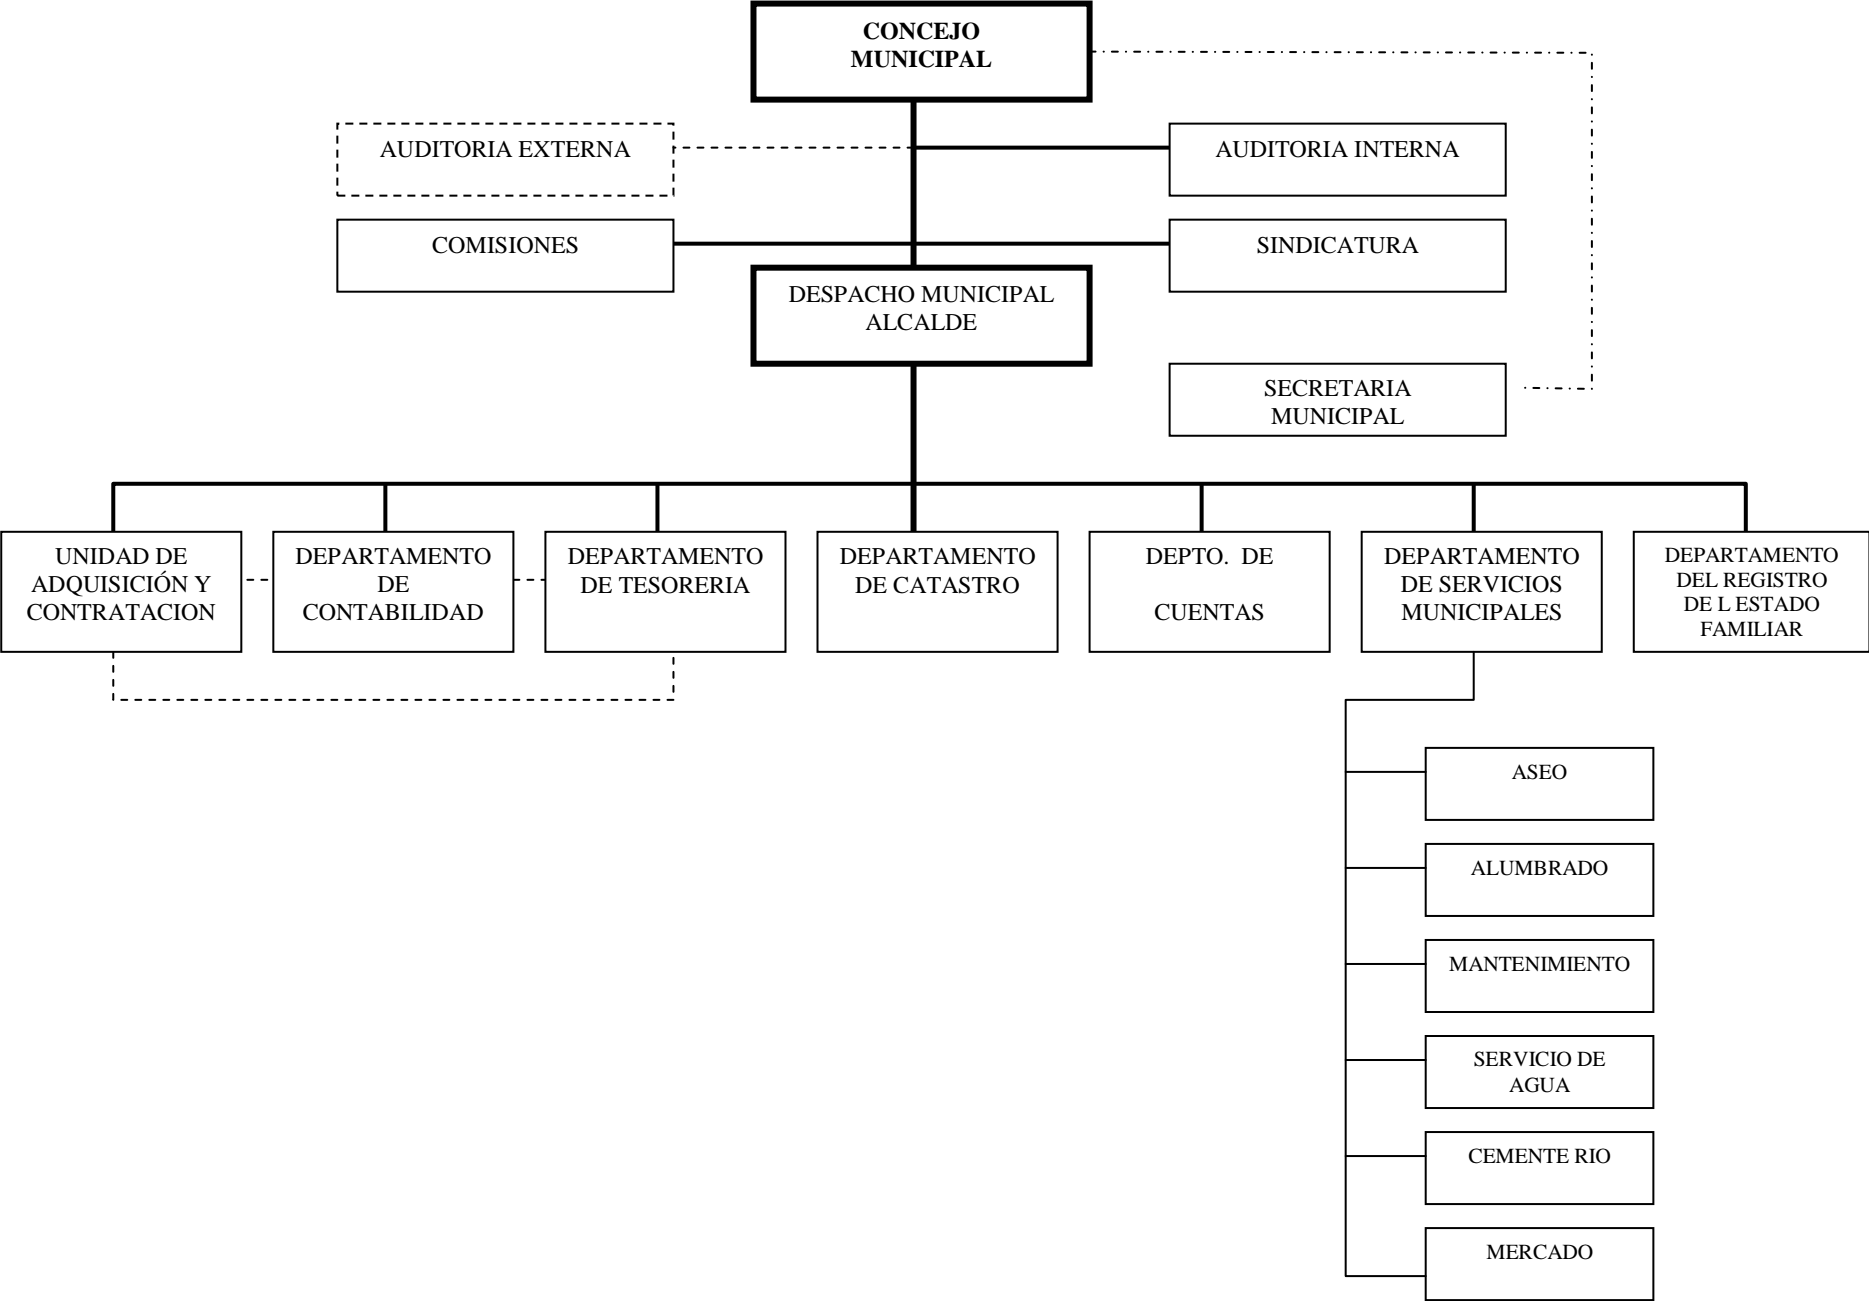 CONCEJO
MUNICIPAL
AUDITORIA EXTERNA
AUDITORIA INTERNA
COMISIONES
SINDICATURA
DESPACHO MUNICIPAL
ALCALDE
SECRETARIA
MUNICIPAL
UNIDAD DE
ADQUISICIÓN Y
CONTRATACION
DEPARTAMENTO
DE
CONTABILIDAD
DEPARTAMENTO
DE TESORERIA
DEPARTAMENTO
DE CATASTRO
DEPTO. DE
CUENTAS
DEPARTAMENTO
DE SERVICIOS
MUNICIPALES
DEPARTAMENTO
DEL REGISTRO
DE L ESTADO
FAMILIAR
ASEO
ALUMBRADO
MANTENIMIENTO
SERVICIO DE
AGUA
CEMENTE RIO
MERCADO